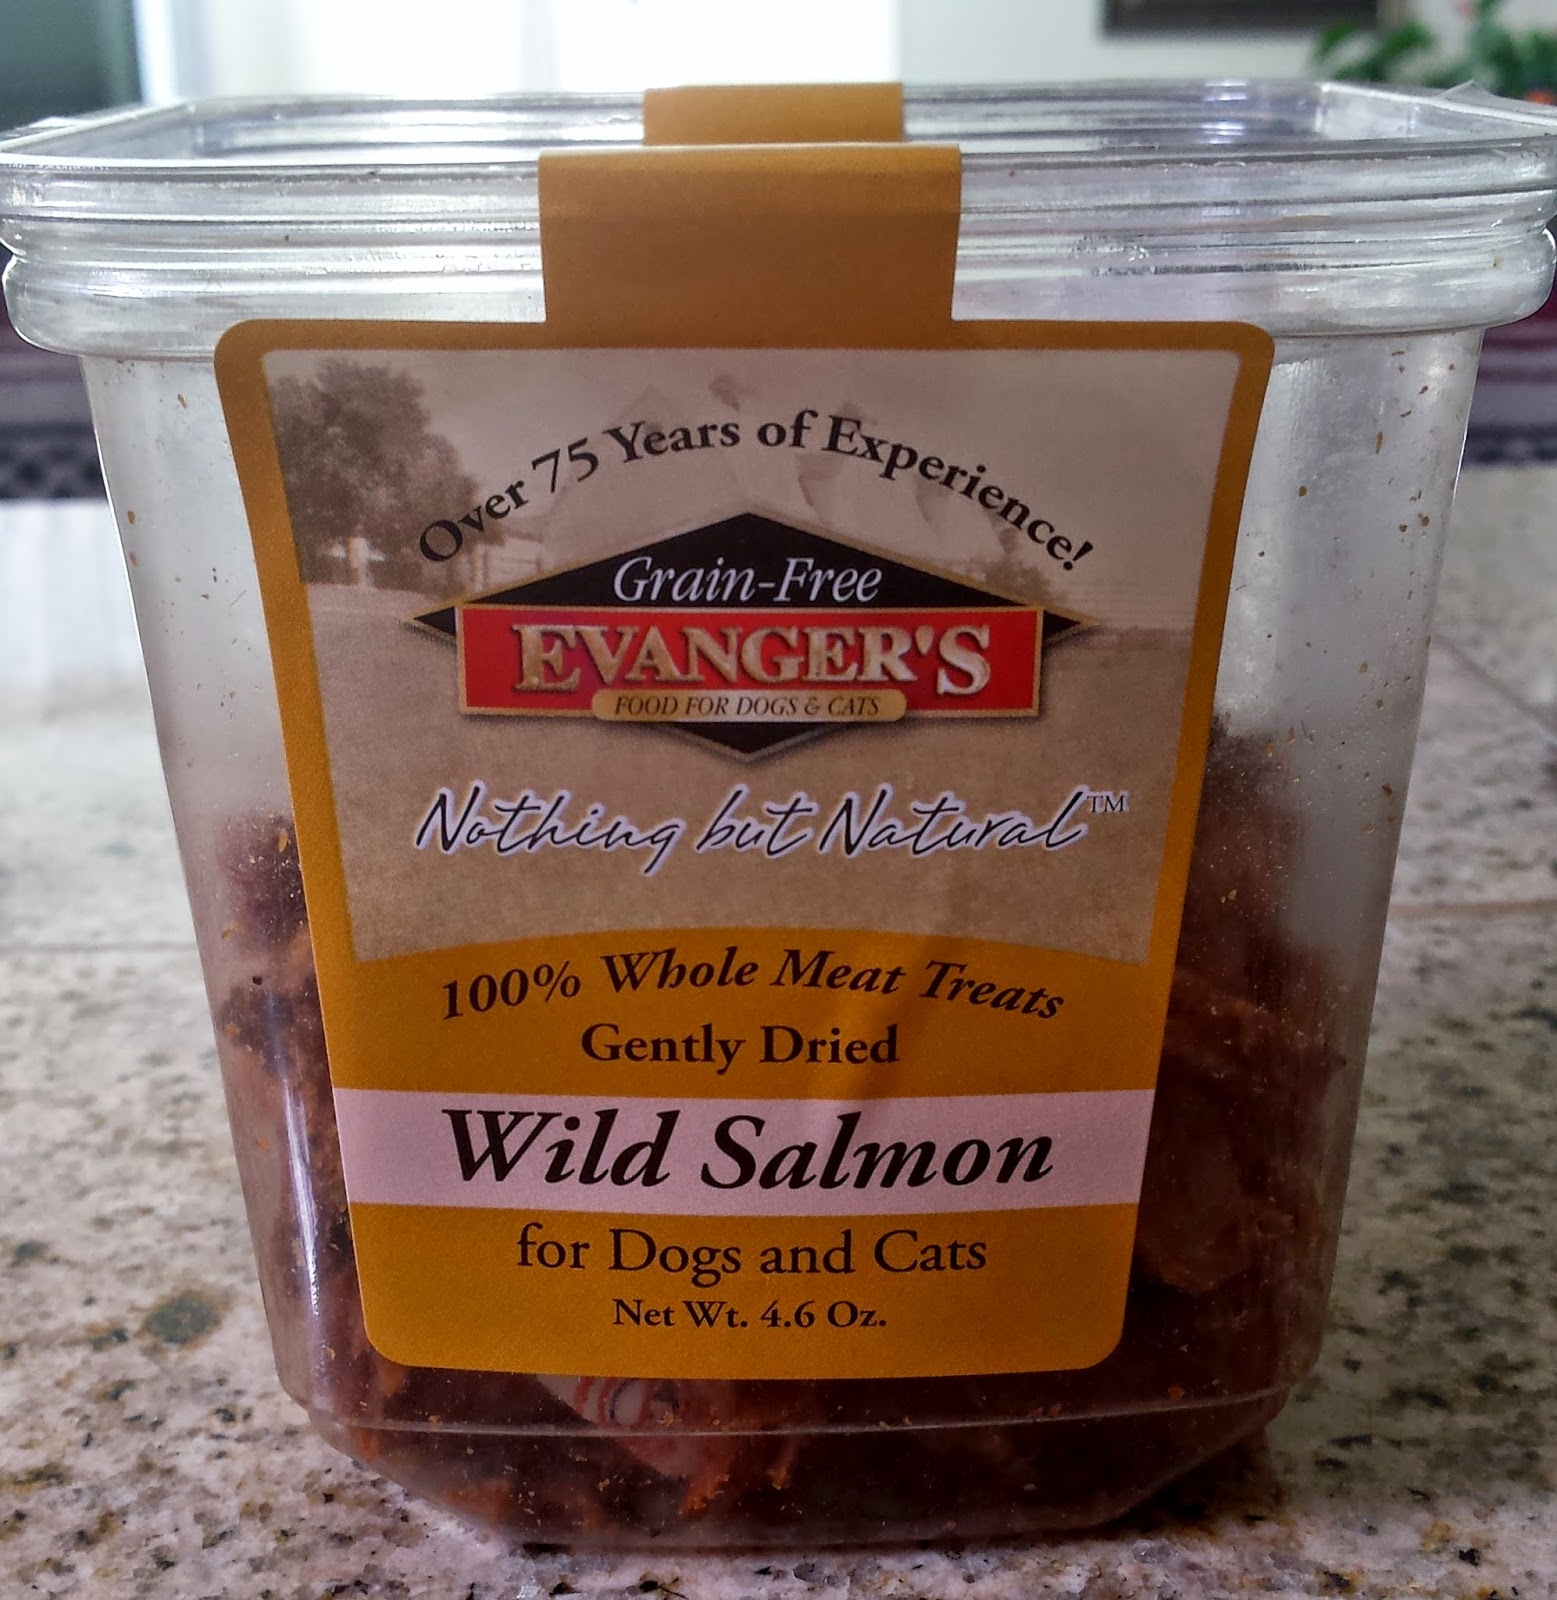 Over 75 Years of Experience!
Grain-Free
EVANGER'S
FOOD FOR DOGS & CATS
Nothing but Natural™
100% Whole Meat Treats
Gently Dried
Wild Salmon
for Dogs and Cats
Net Wt. 4.6 Oz.